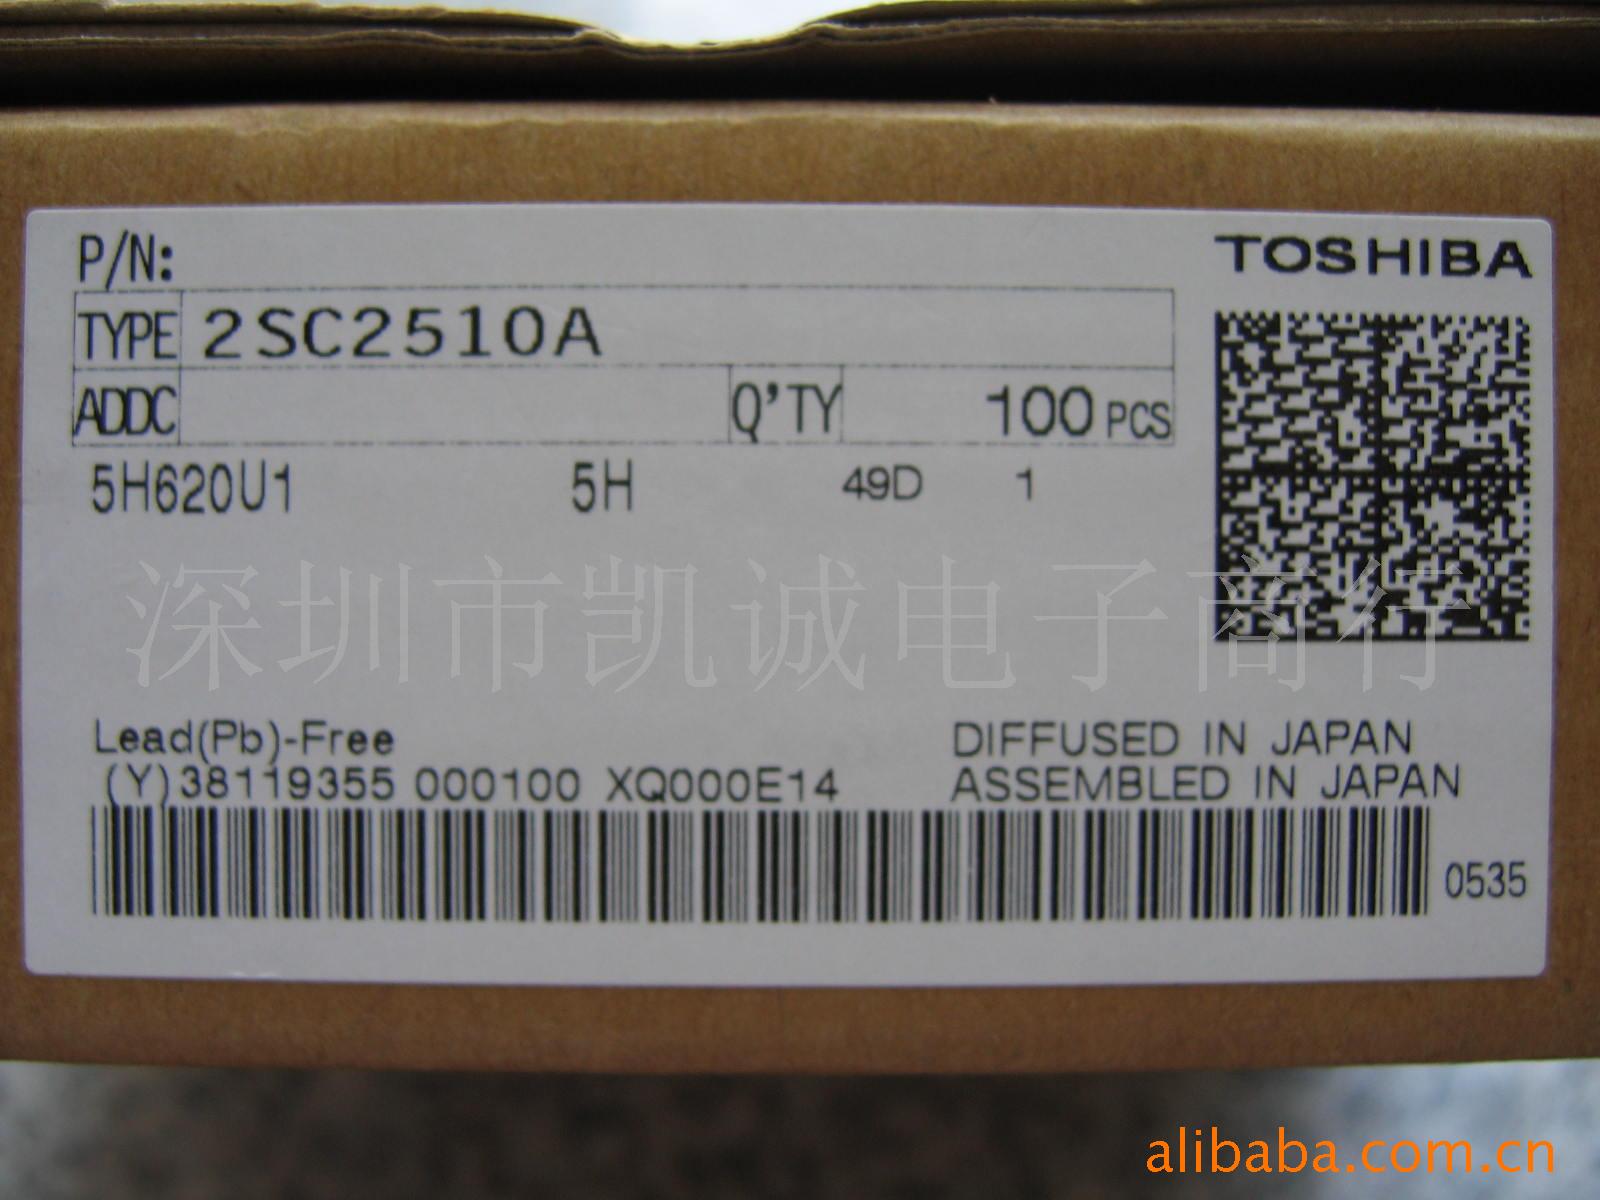 P/N:
TOSHIBA
TYPE 2SC2510A
ADDC Q'TY 100 PCS
5H620U1 5H 49D 1
深圳市凯诚电子商行
Lead(Pb)-Free
DIFFUSED IN JAPAN
(Y)38119355 000100 XQ000E14
ASSEMBLED IN JAPAN
0535
alibaba.com.cn